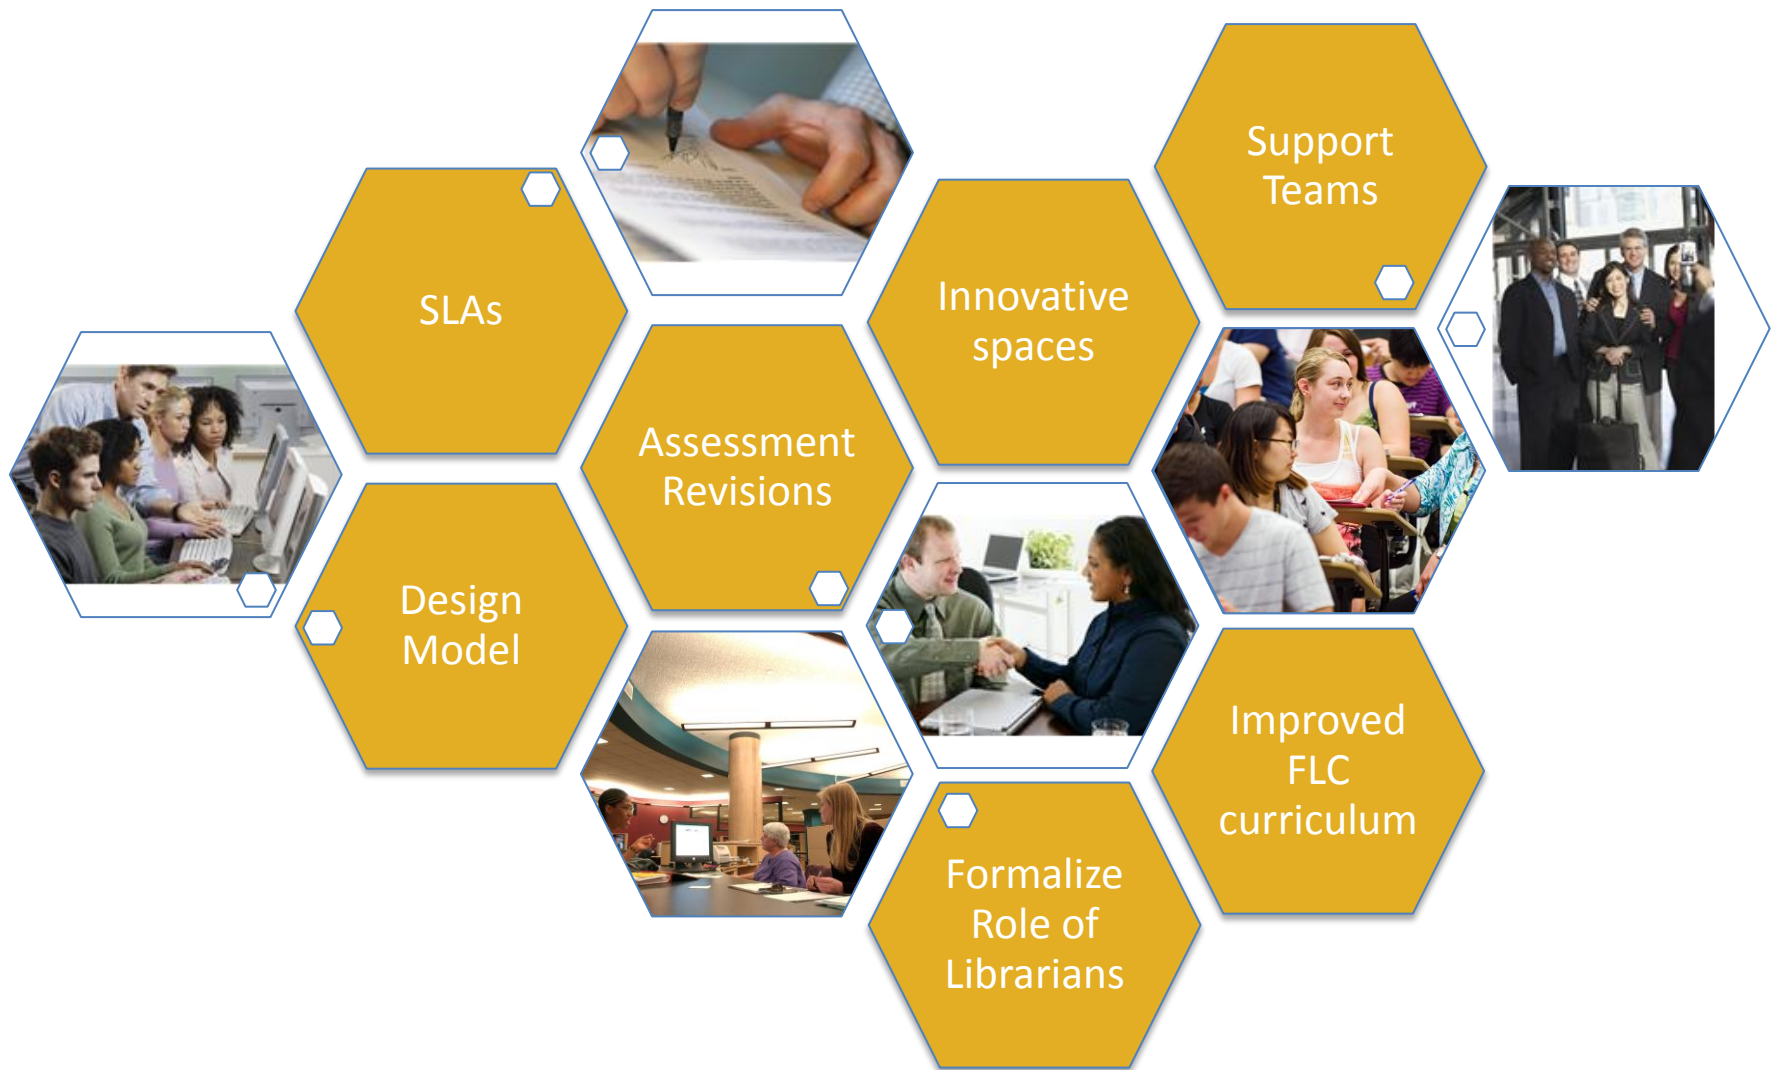 Support
Teams
SLAs
Innovative
spaces
Assessment
Revisions
Design
Model
Improved
FLC
curriculum
Formalize
Role of
Librarians